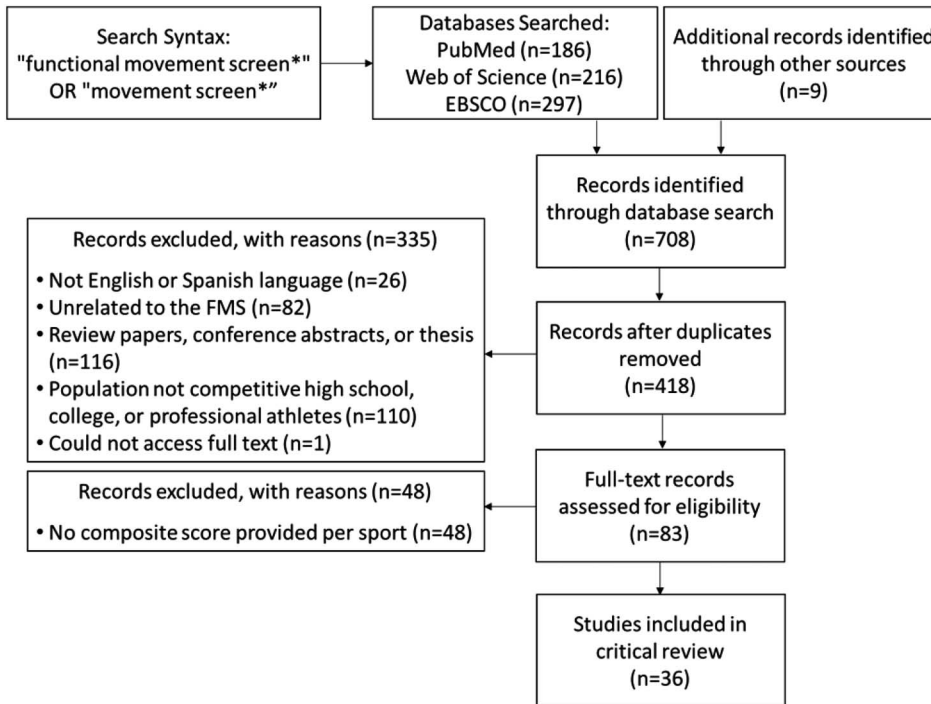 Search Syntax:
"functional movement screen*"
OR "movement screen*”
Databases Searched:
PubMed (n=186)
Web of Science (n=216)
EBSCO (n=297)
Additional records identified
through other sources
(n=9)
Records identified
through database search
(n=708)
Records excluded, with reasons (n=335)
• Not English or Spanish language (n=26)
• Unrelated to the FMS (n=82)
• Review papers, conference abstracts, or thesis
(n=116)
• Population not competitive high school,
college, or professional athletes (n=110)
• Could not access full text (n=1)
Records after duplicates
removed
(n=418)
Records excluded, with reasons (n=48)
• No composite score provided per sport (n=48)
Full-text records
assessed for eligibility
(n=83)
Studies included in
critical review
(n=36)